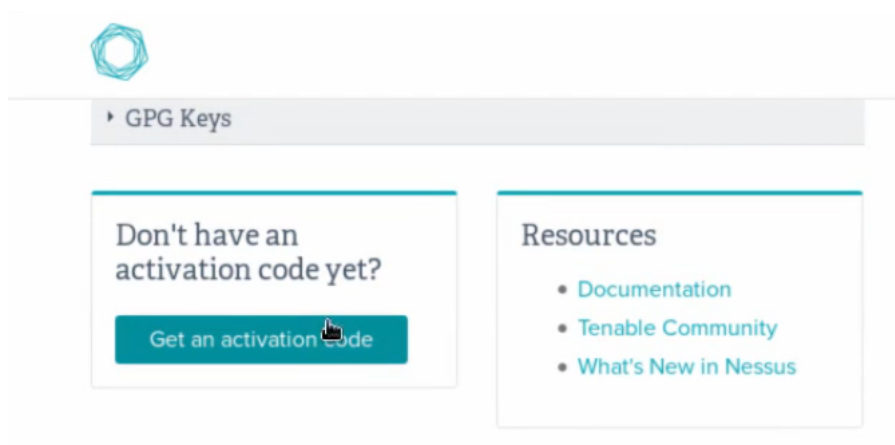 GPG Keys
Don't have an
activation code yet?
Get an activation code
Resources
Documentation
Tenable Community
What's New in Nessus